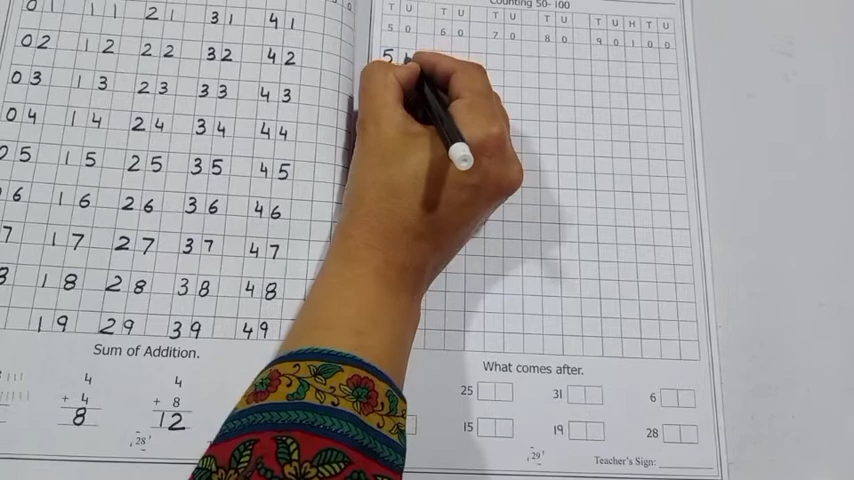 01 11 21 31 41
02 12 22 32 42
03 13 23 33 43
04 14 24 34 44
05 15 25 35 45
6 16 26 36 46
7 17 27 37 47
8 18 28 38 48
19 29 39 49
Sum of Addition.
4 4
+ 4 + 8
8 12
28
0
Counting 50-100
T U T U T U T U T U H T U
5 0 6 0 7 0 8 0 9 0 1 0 0
5
What comes after.
25 31 6
15 19 28
29
Teacher's Sign: